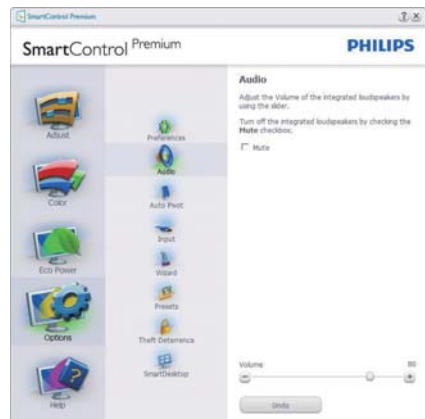 SmartControl Premium
SmartControl Premium
PHILIPS
Adjust
Color
Eco Power
Options
Help
Preferences
Audio
Auto Pivot
Input
Wizard
Presets
Theft Deterrence
SmartDesktop
Audio
Adjust the Volume of the integrated loudspeakers by
using the slider.
Turn off the integrated loudspeakers by checking the
Mute checkbox.
Mute
Volume 80
Undo